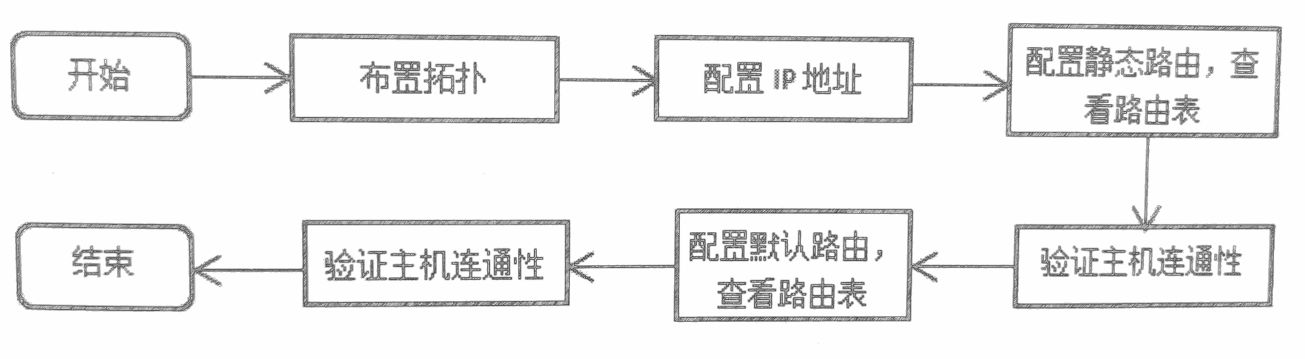 开始
布置拓扑
配置 IP 地址
配置静态路由，查
看路由表
验证主机连通性
配置默认路由，
查看路由表
验证主机连通性
结束